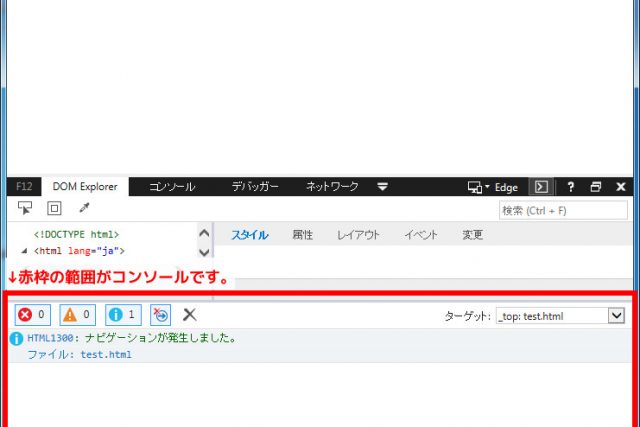 F12 DOM Explorer コンソール デバッガー ネットワーク Edge ?
検索 (Ctrl + F)
<!DOCTYPE html>
<html lang="ja">
スタイル 属性 レイアウト イベント 変更
↓赤枠の範囲がコンソールです。
0 0 1 ターゲット: _top: test.html
HTML1300: ナビゲーションが発生しました。
ファイル: test.html